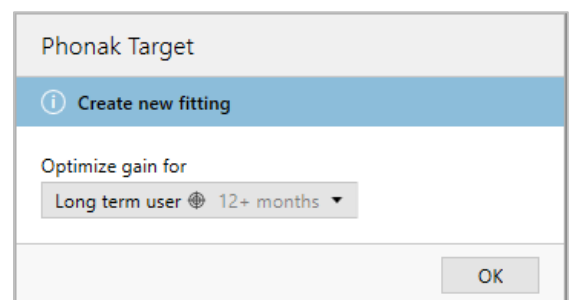 Phonak Target
Create new fitting
Optimize gain for
Long term user 12+ months
OK